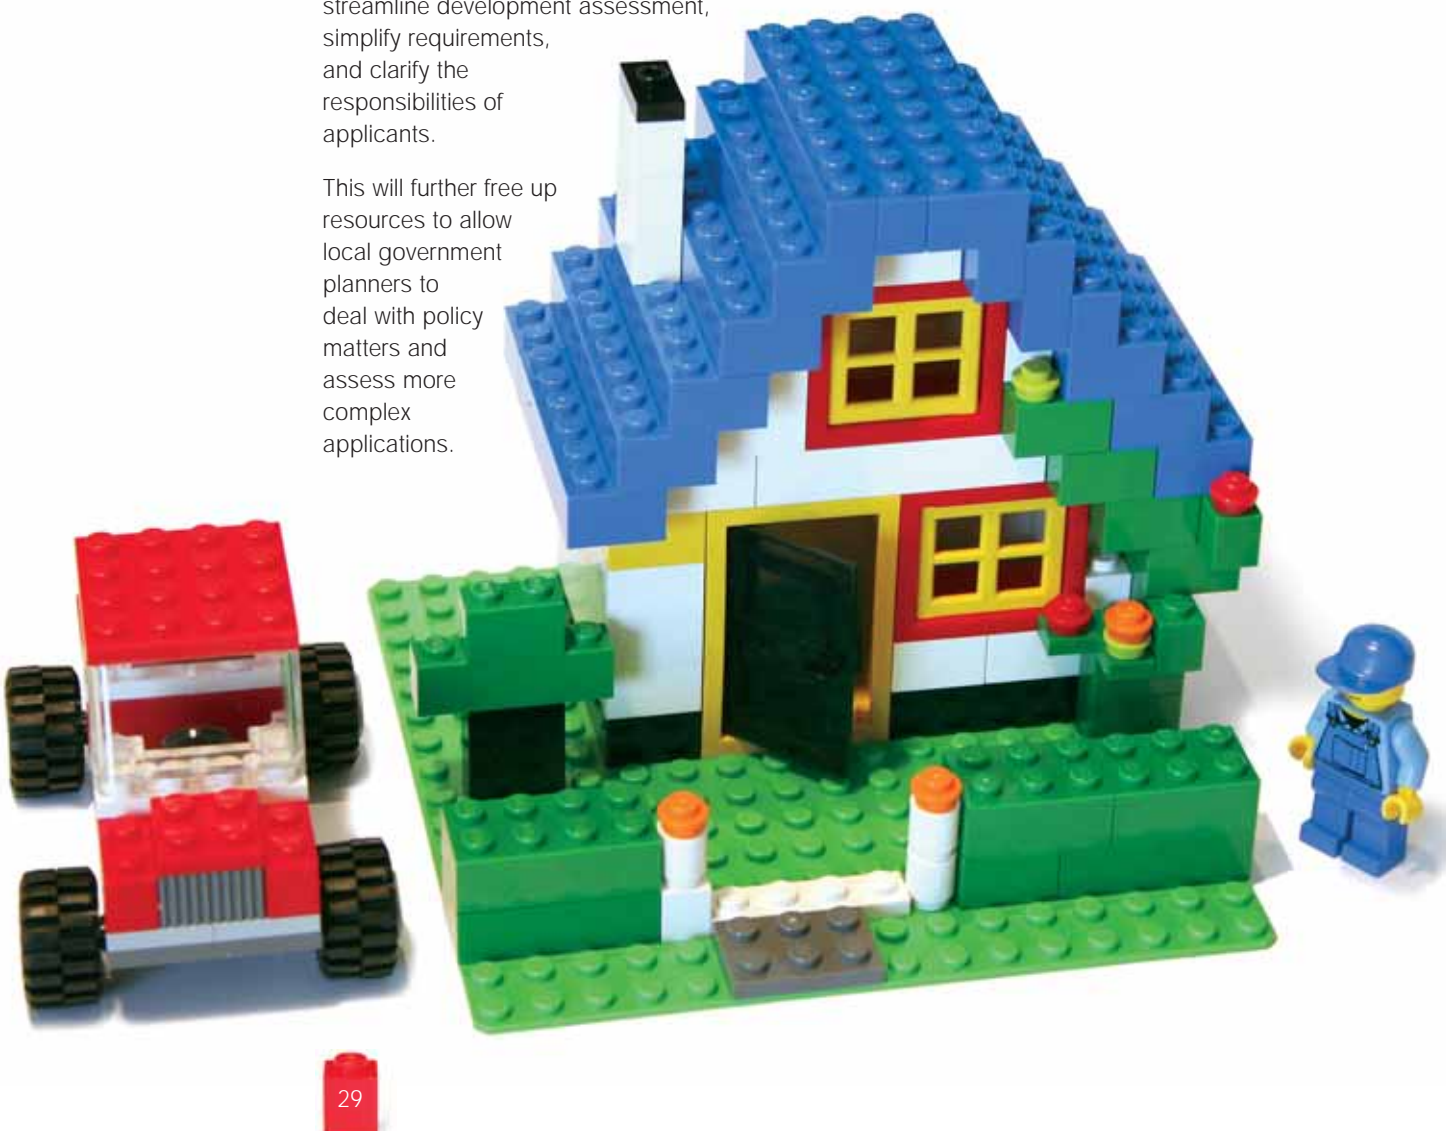 streamline development assessment,
simplify requirements,
and clarify the
responsibilities of
applicants.
This will further free up
resources to allow
local government
planners to
deal with policy
matters and
assess more
complex
applications.
29